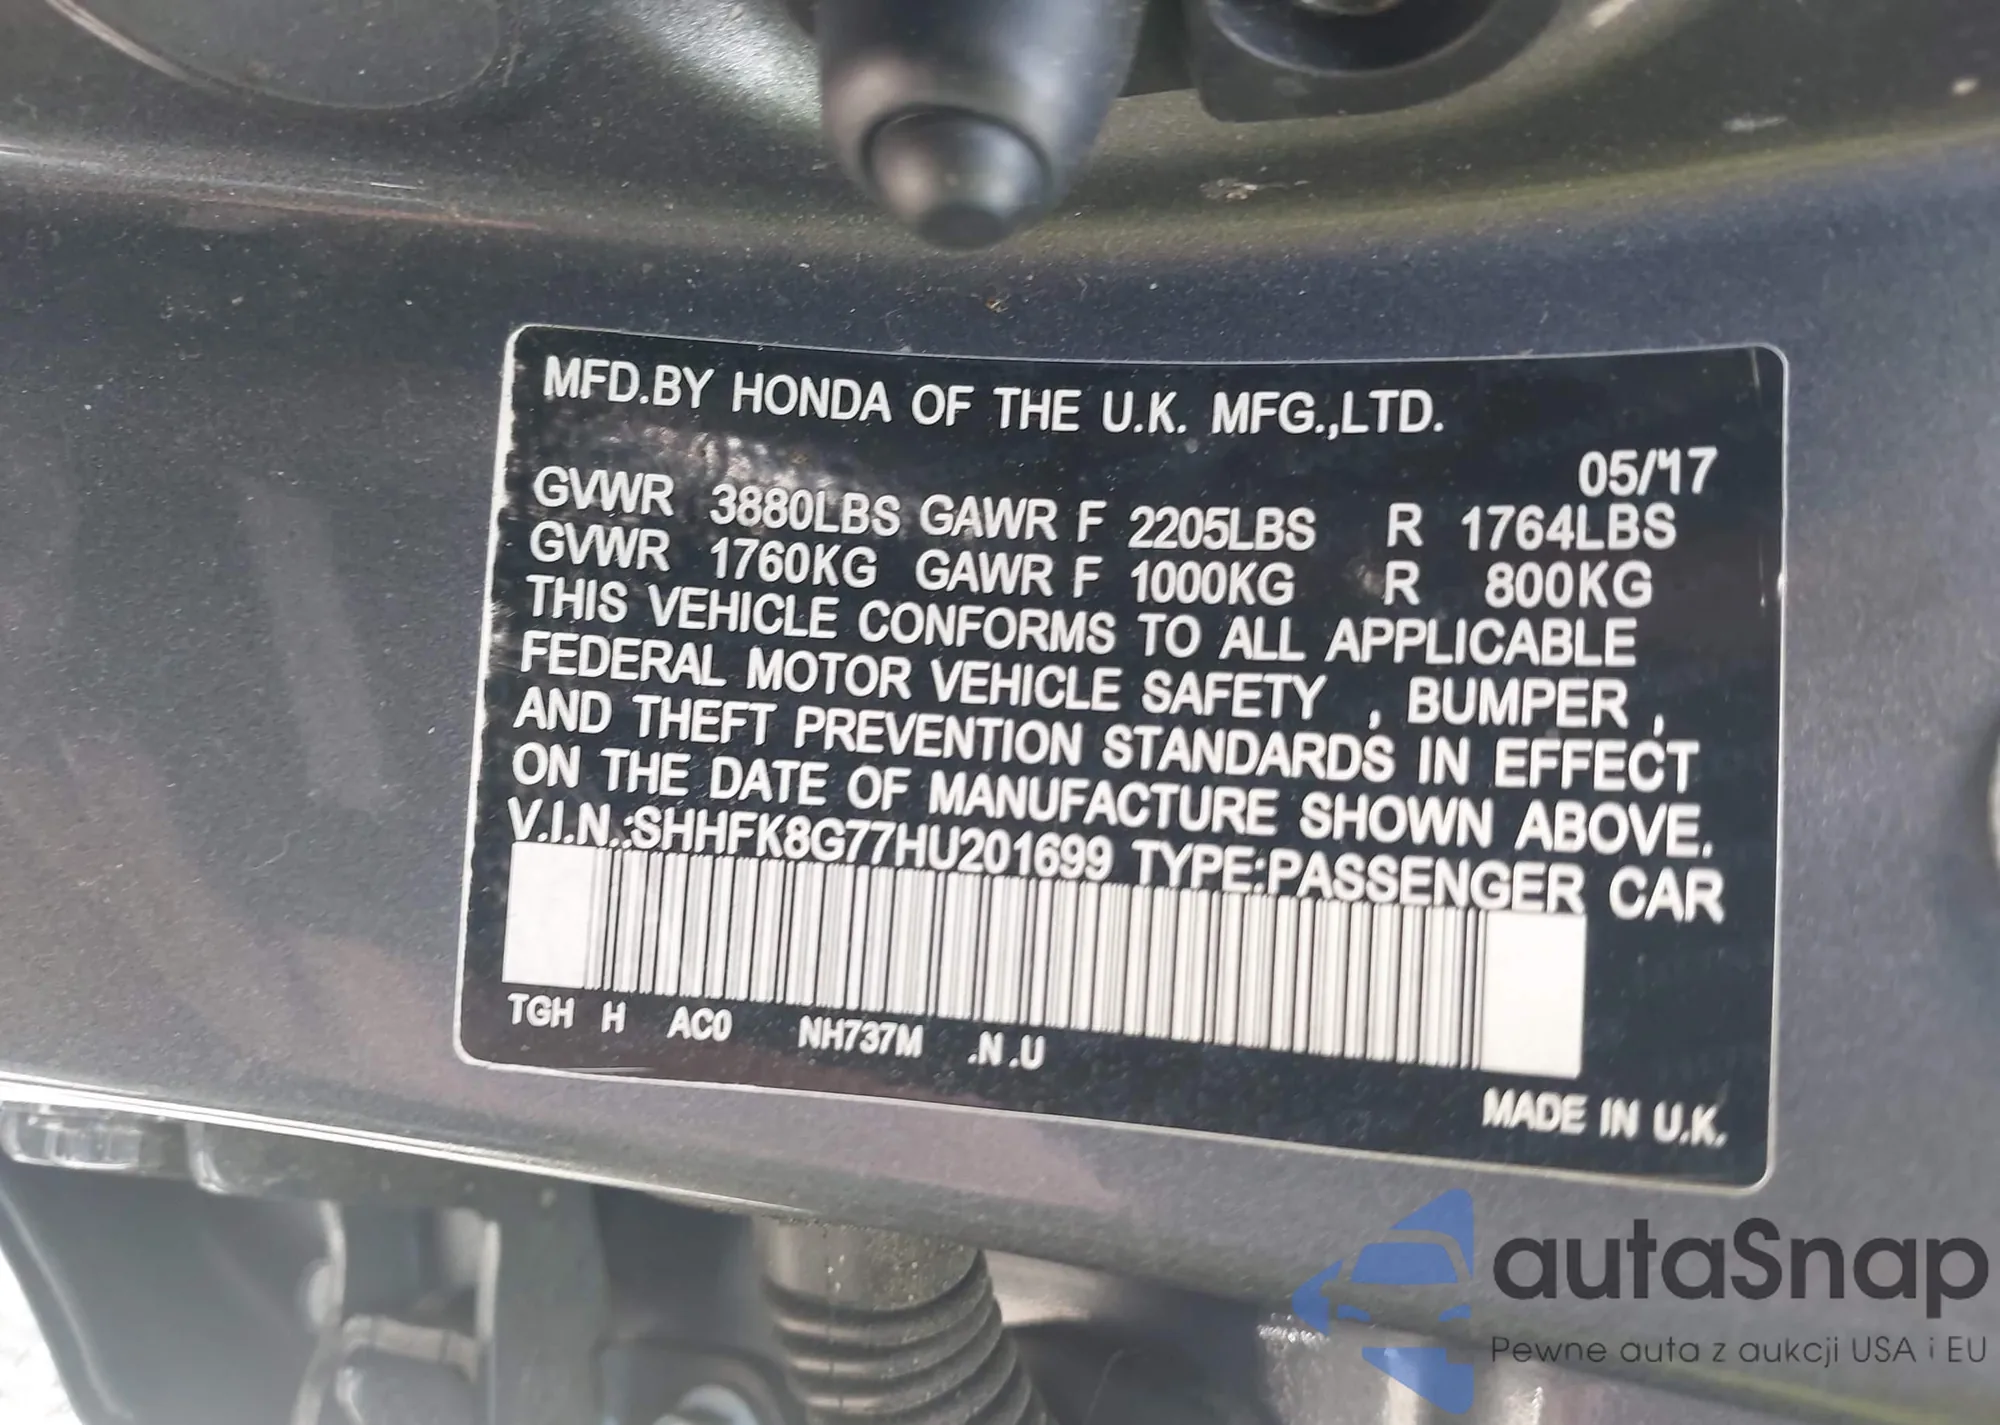 MFD.BY HONDA OF THE U.K. MFG.,LTD.
05/'17
GVWR 3880LBS GAWR F 2205LBS R 1764LBS
GVWR 1760KG GAWR F 1000KG R 800KG
THIS VEHICLE CONFORMS TO ALL APPLICABLE
FEDERAL MOTOR VEHICLE SAFETY , BUMPER ,
AND THEFT PREVENTION STANDARDS IN EFFECT
ON THE DATE OF MANUFACTURE SHOWN ABOVE.
V.I.N.:SHHFK8G77HU201699 TYPE:PASSENGER CAR
TGH H AC0 NH737M .N.U
MADE IN U.K.
autaSnap
Pewne auta z aukcji USA i EU